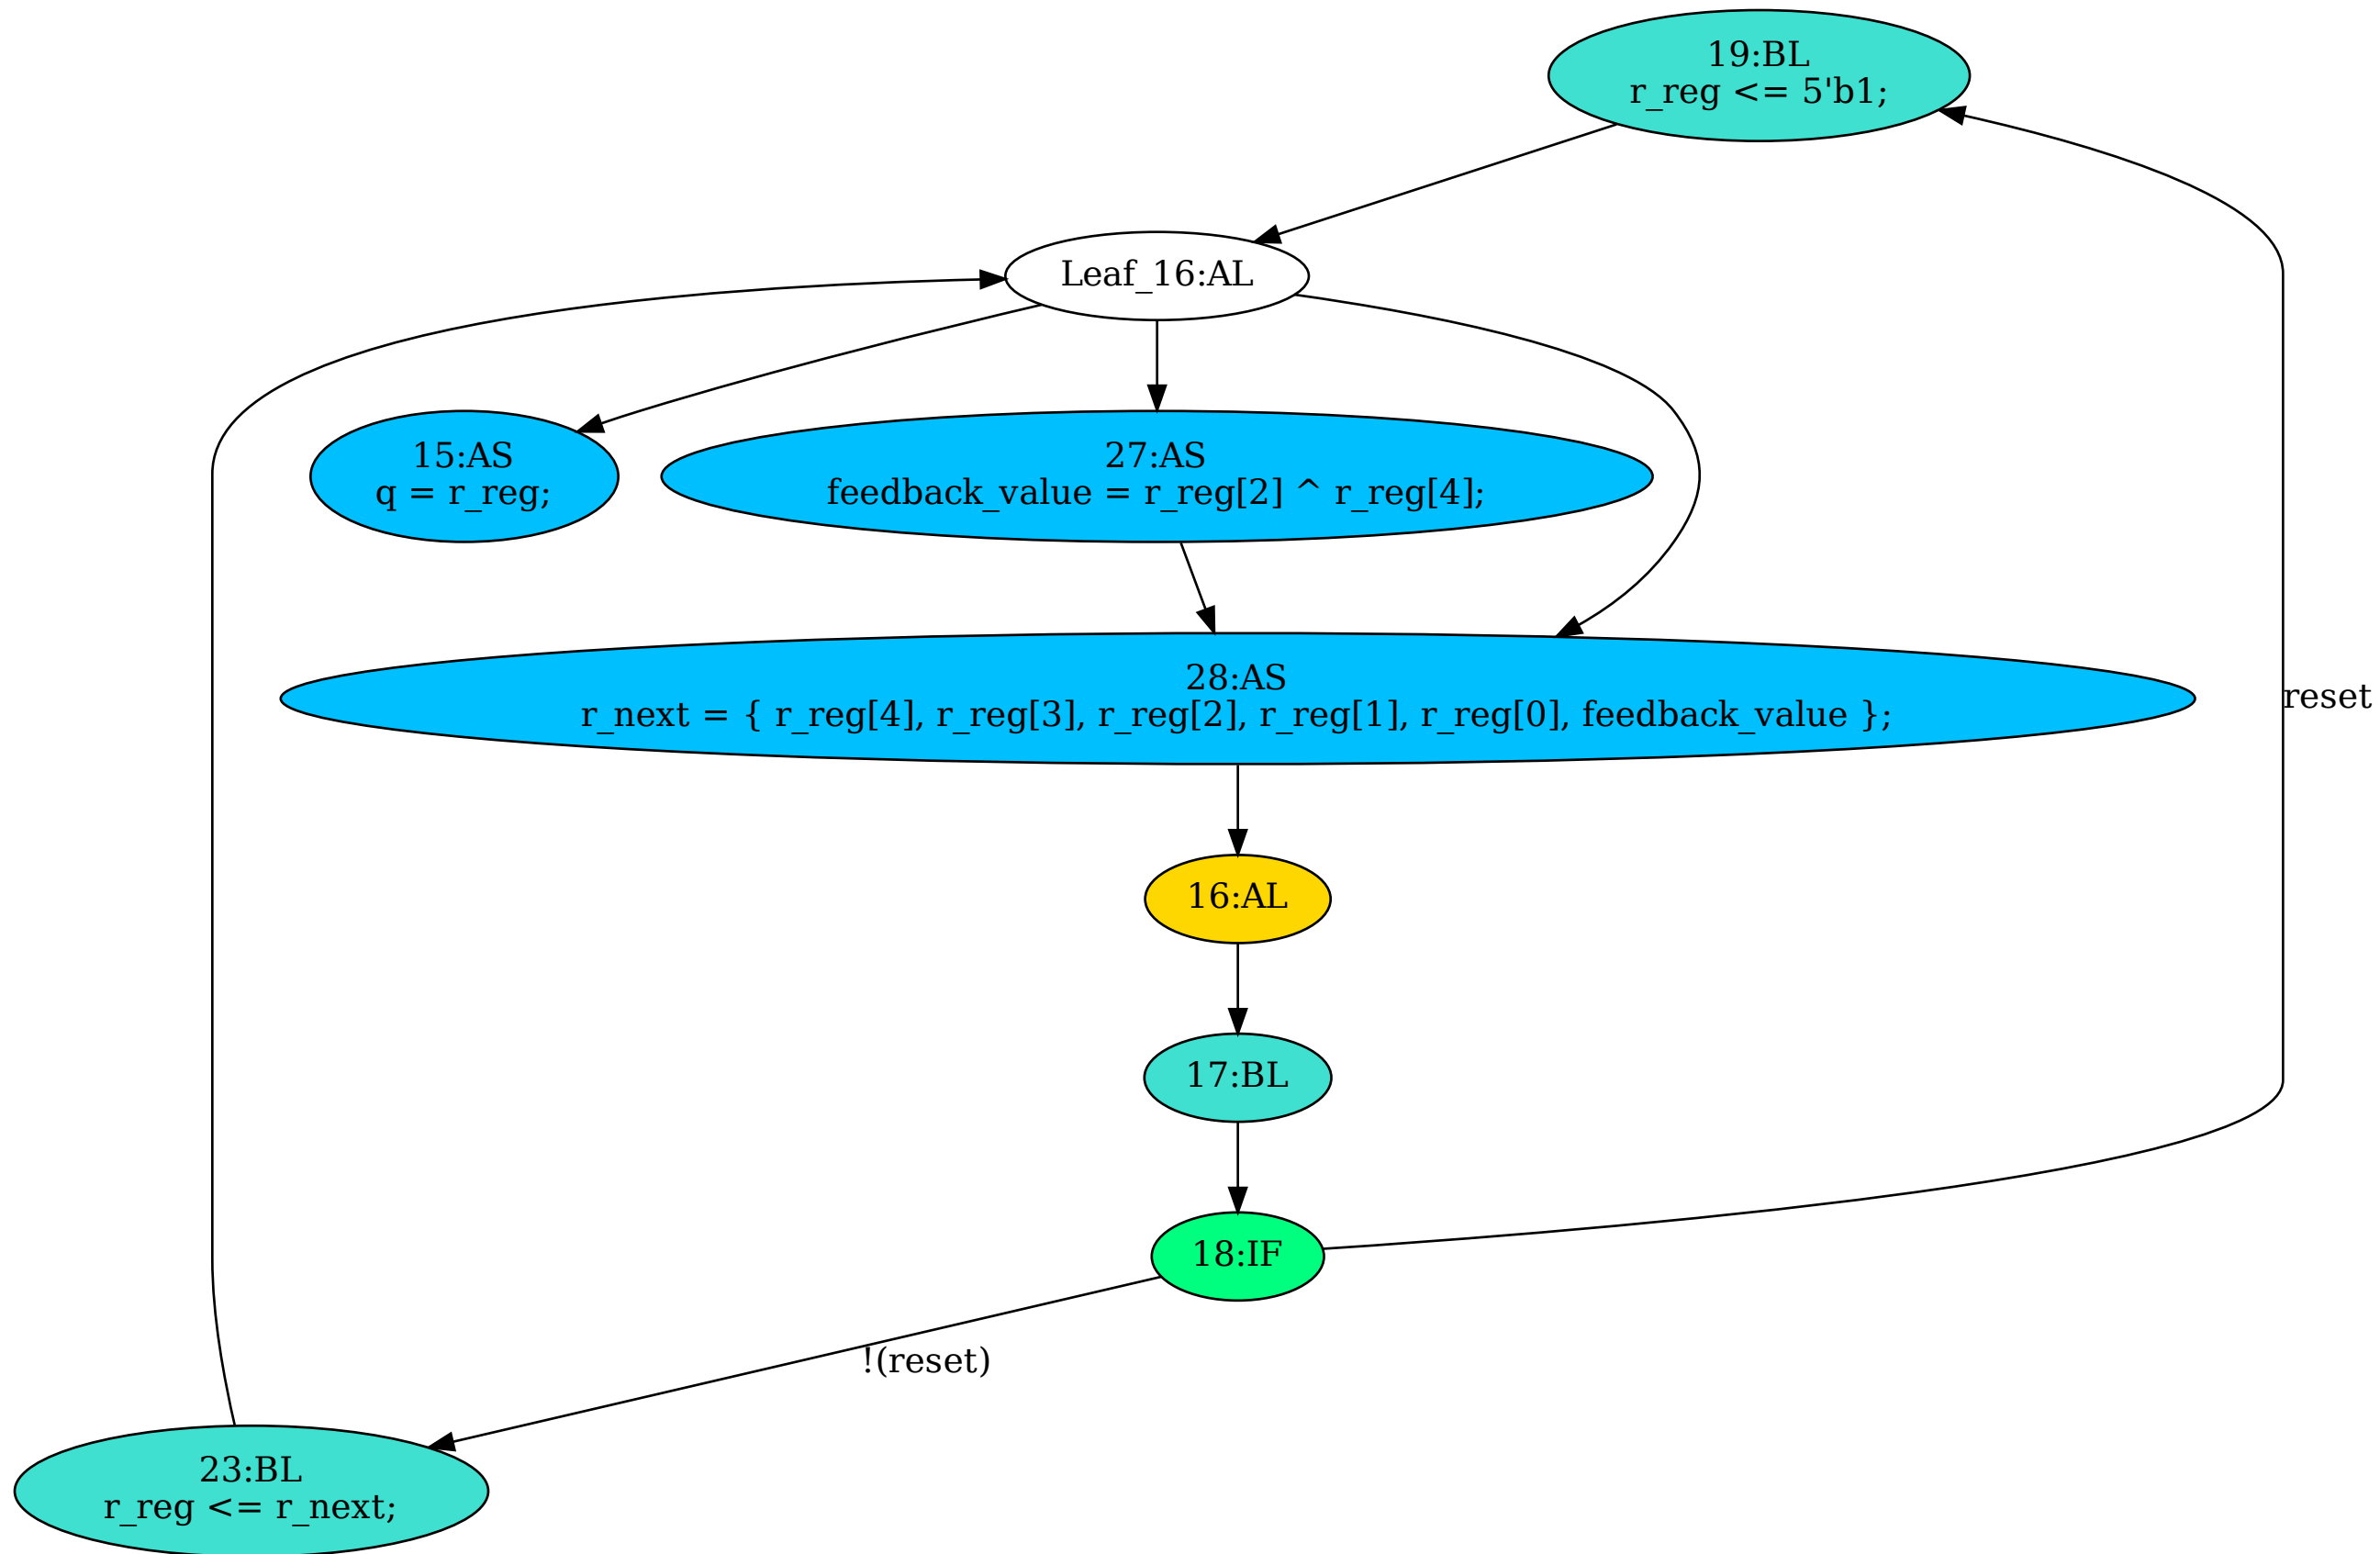 19:BL
r_reg <= 5'b1;
Leaf_16:AL
15:AS
q = r_reg;
27:AS
feedback_value = r_reg[2] ^ r_reg[4];
28:AS
r_next = { r_reg[4], r_reg[3], r_reg[2], r_reg[1], r_reg[0], feedback_value };
reset
16:AL
17:BL
18:IF
!(reset)
23:BL
r_reg <= r_next;